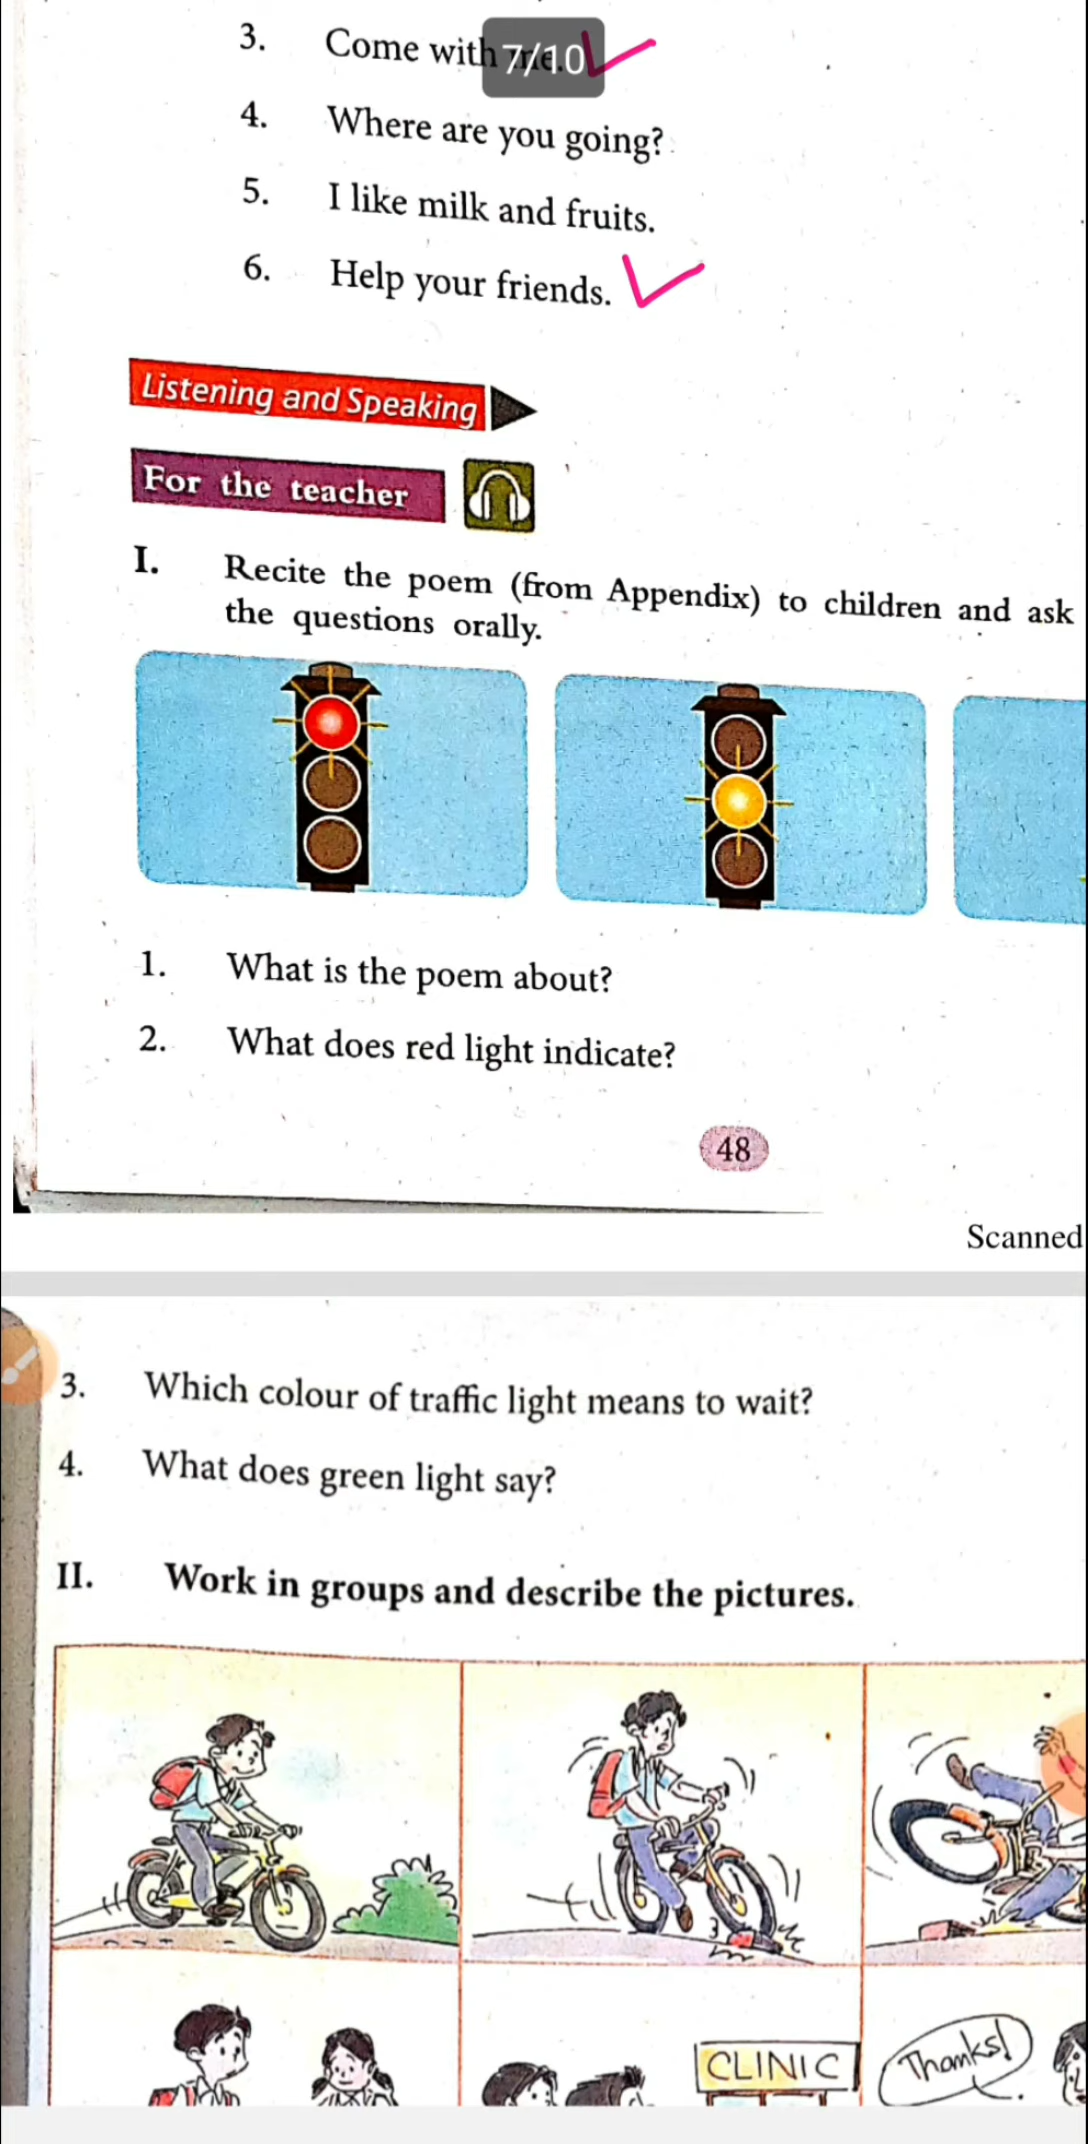 3. Come with me.
7/10
4. Where are you going?
5. I like milk and fruits.
6. Help your friends.
Listening and Speaking
For the teacher
I. Recite the poem (from Appendix) to children and ask
the questions orally.
1. What is the poem about?
2. What does red light indicate?
48
Scanned
3. Which colour of traffic light means to wait?
4. What does green light say?
II. Work in groups and describe the pictures.
CLINIC
Thanks!